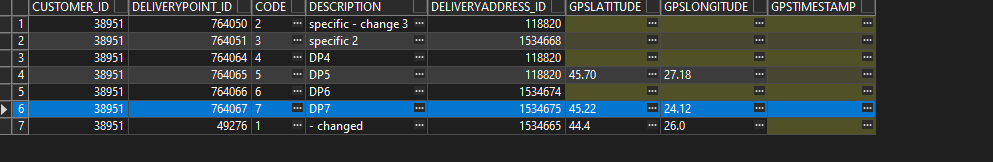 CUSTOMER_ID DELIVERYPOINT_ID CODE DESCRIPTION DELIVERYADDRESS_ID GPSLATITUDE GPSLONGITUDE GPSTIMESTAMP
1 38951 764050 2 ... specific - change 3 ... 118820 ... ... ...
2 38951 764051 3 ... specific 2 ... 1534668 ... ... ...
3 38951 764064 4 ... DP4 ... 118820 ... ... ...
4 38951 764065 5 ... DP5 ... 118820 45.70 ... 27.18 ... ...
5 38951 764066 6 ... DP6 ... 1534674 ... ... ...
6 38951 764067 7 ... DP7 ... 1534675 45.22 ... 24.12 ... ...
7 38951 49276 1 ... - changed ... 1534665 44.4 ... 26.0 ... ...